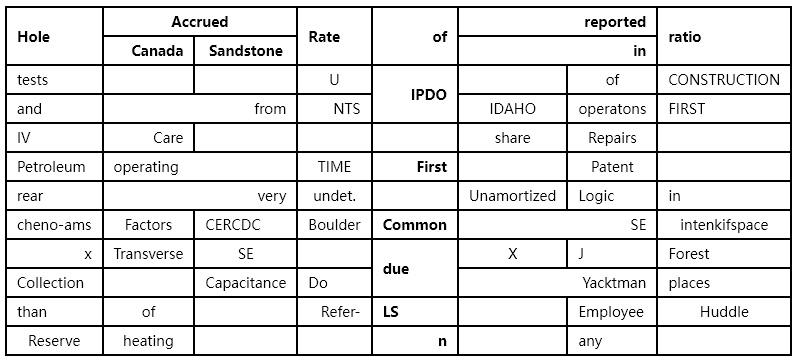 Hole Accrued Rate of reported ratio
Canada Sandstone in
tests U IPDO of CONSTRUCTION
and from NTS IDAHO operatons FIRST
IV Care share Repairs
Petroleum operating TIME First Patent
rear very undet. Unamortized Logic in
cheno-ams Factors CERCDC Boulder Common SE intenkifspace
x Transverse SE due X J Forest
Collection Capacitance Do Yacktman places
than of Refer- LS Employee Huddle
Reserve heating n any